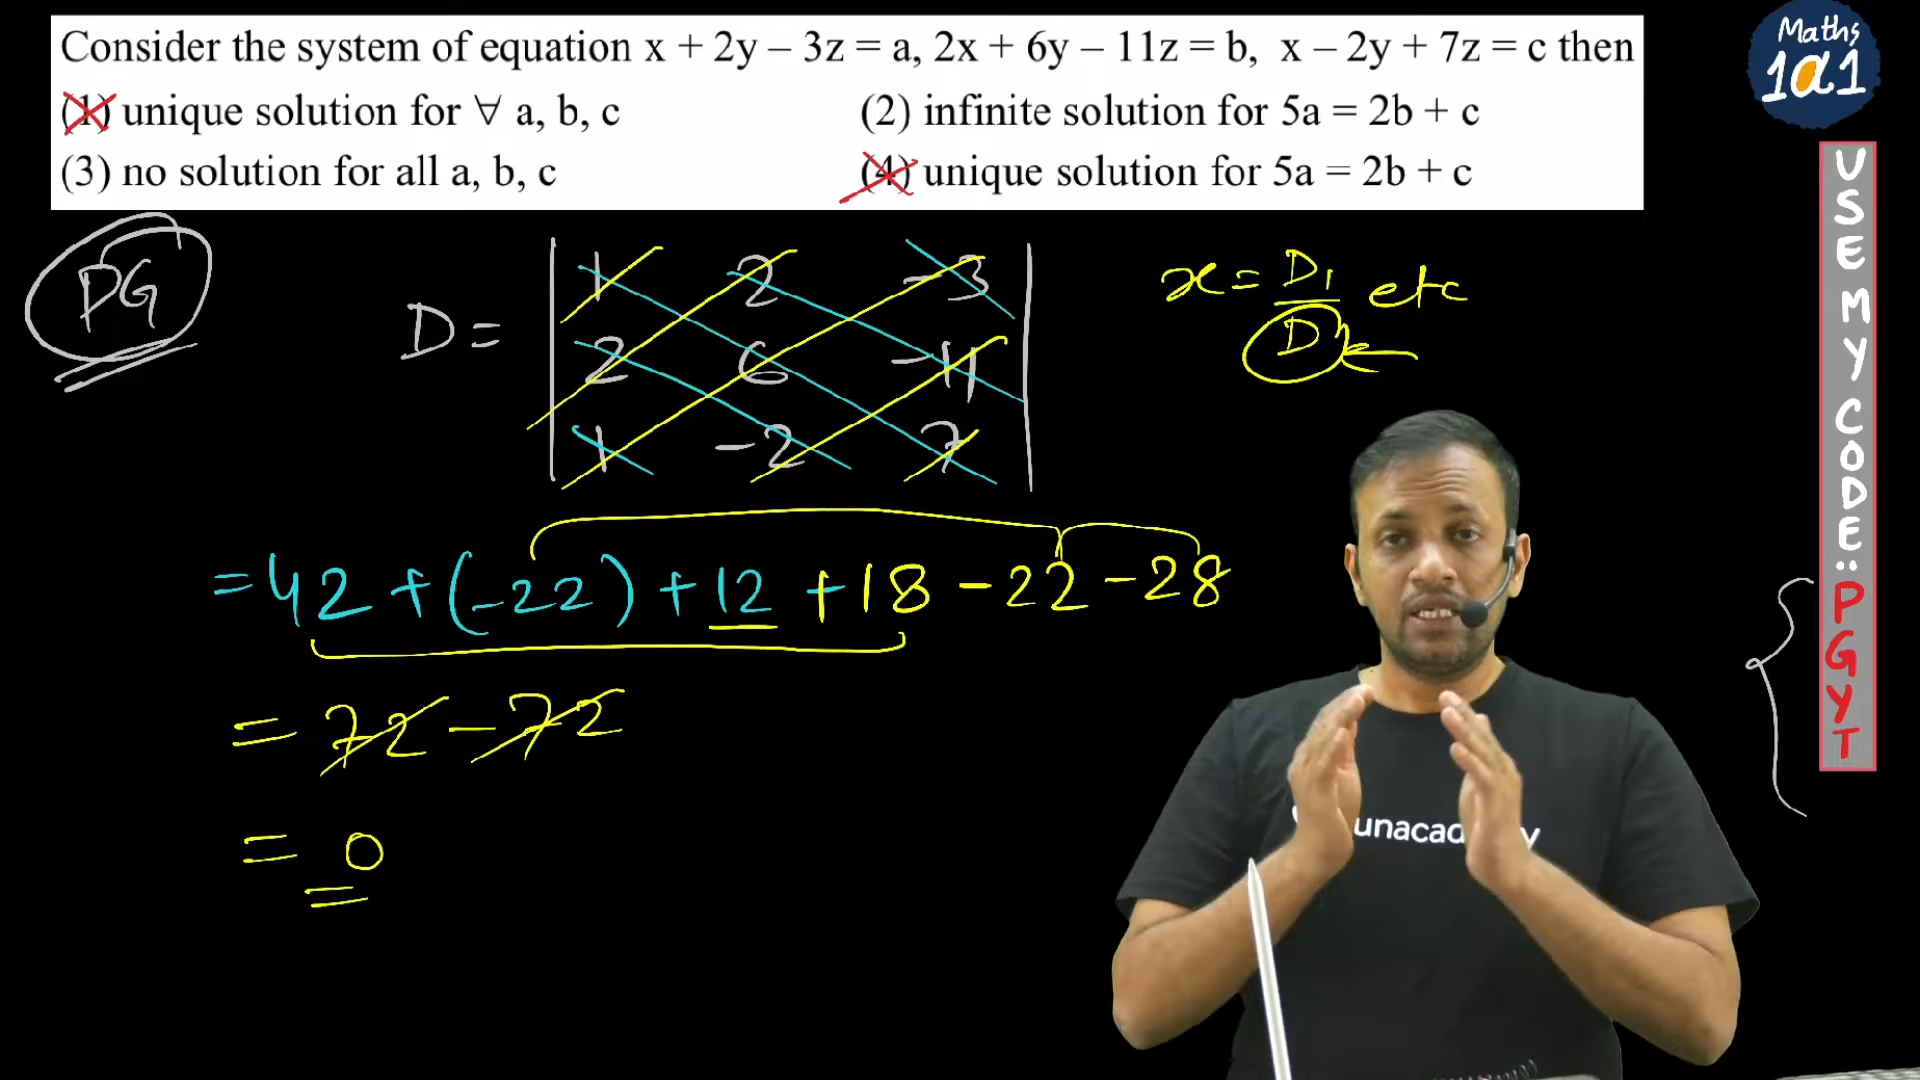 Consider the system of equation x + 2y – 3z = a, 2x + 6y – 11z = b, x – 2y + 7z = c then
(1) unique solution for ∀ a, b, c
(2) infinite solution for 5a = 2b + c
(3) no solution for all a, b, c
(4) unique solution for 5a = 2b + c
Maths
1a1
PG
D =
1 2 -3
2 6 -11
1 -2 7
x = D1/D etc
= 42 + (-22) + 12 + 18 - 22 - 28
= 72 - 72
= 0
USE MY CODE:: PGYT